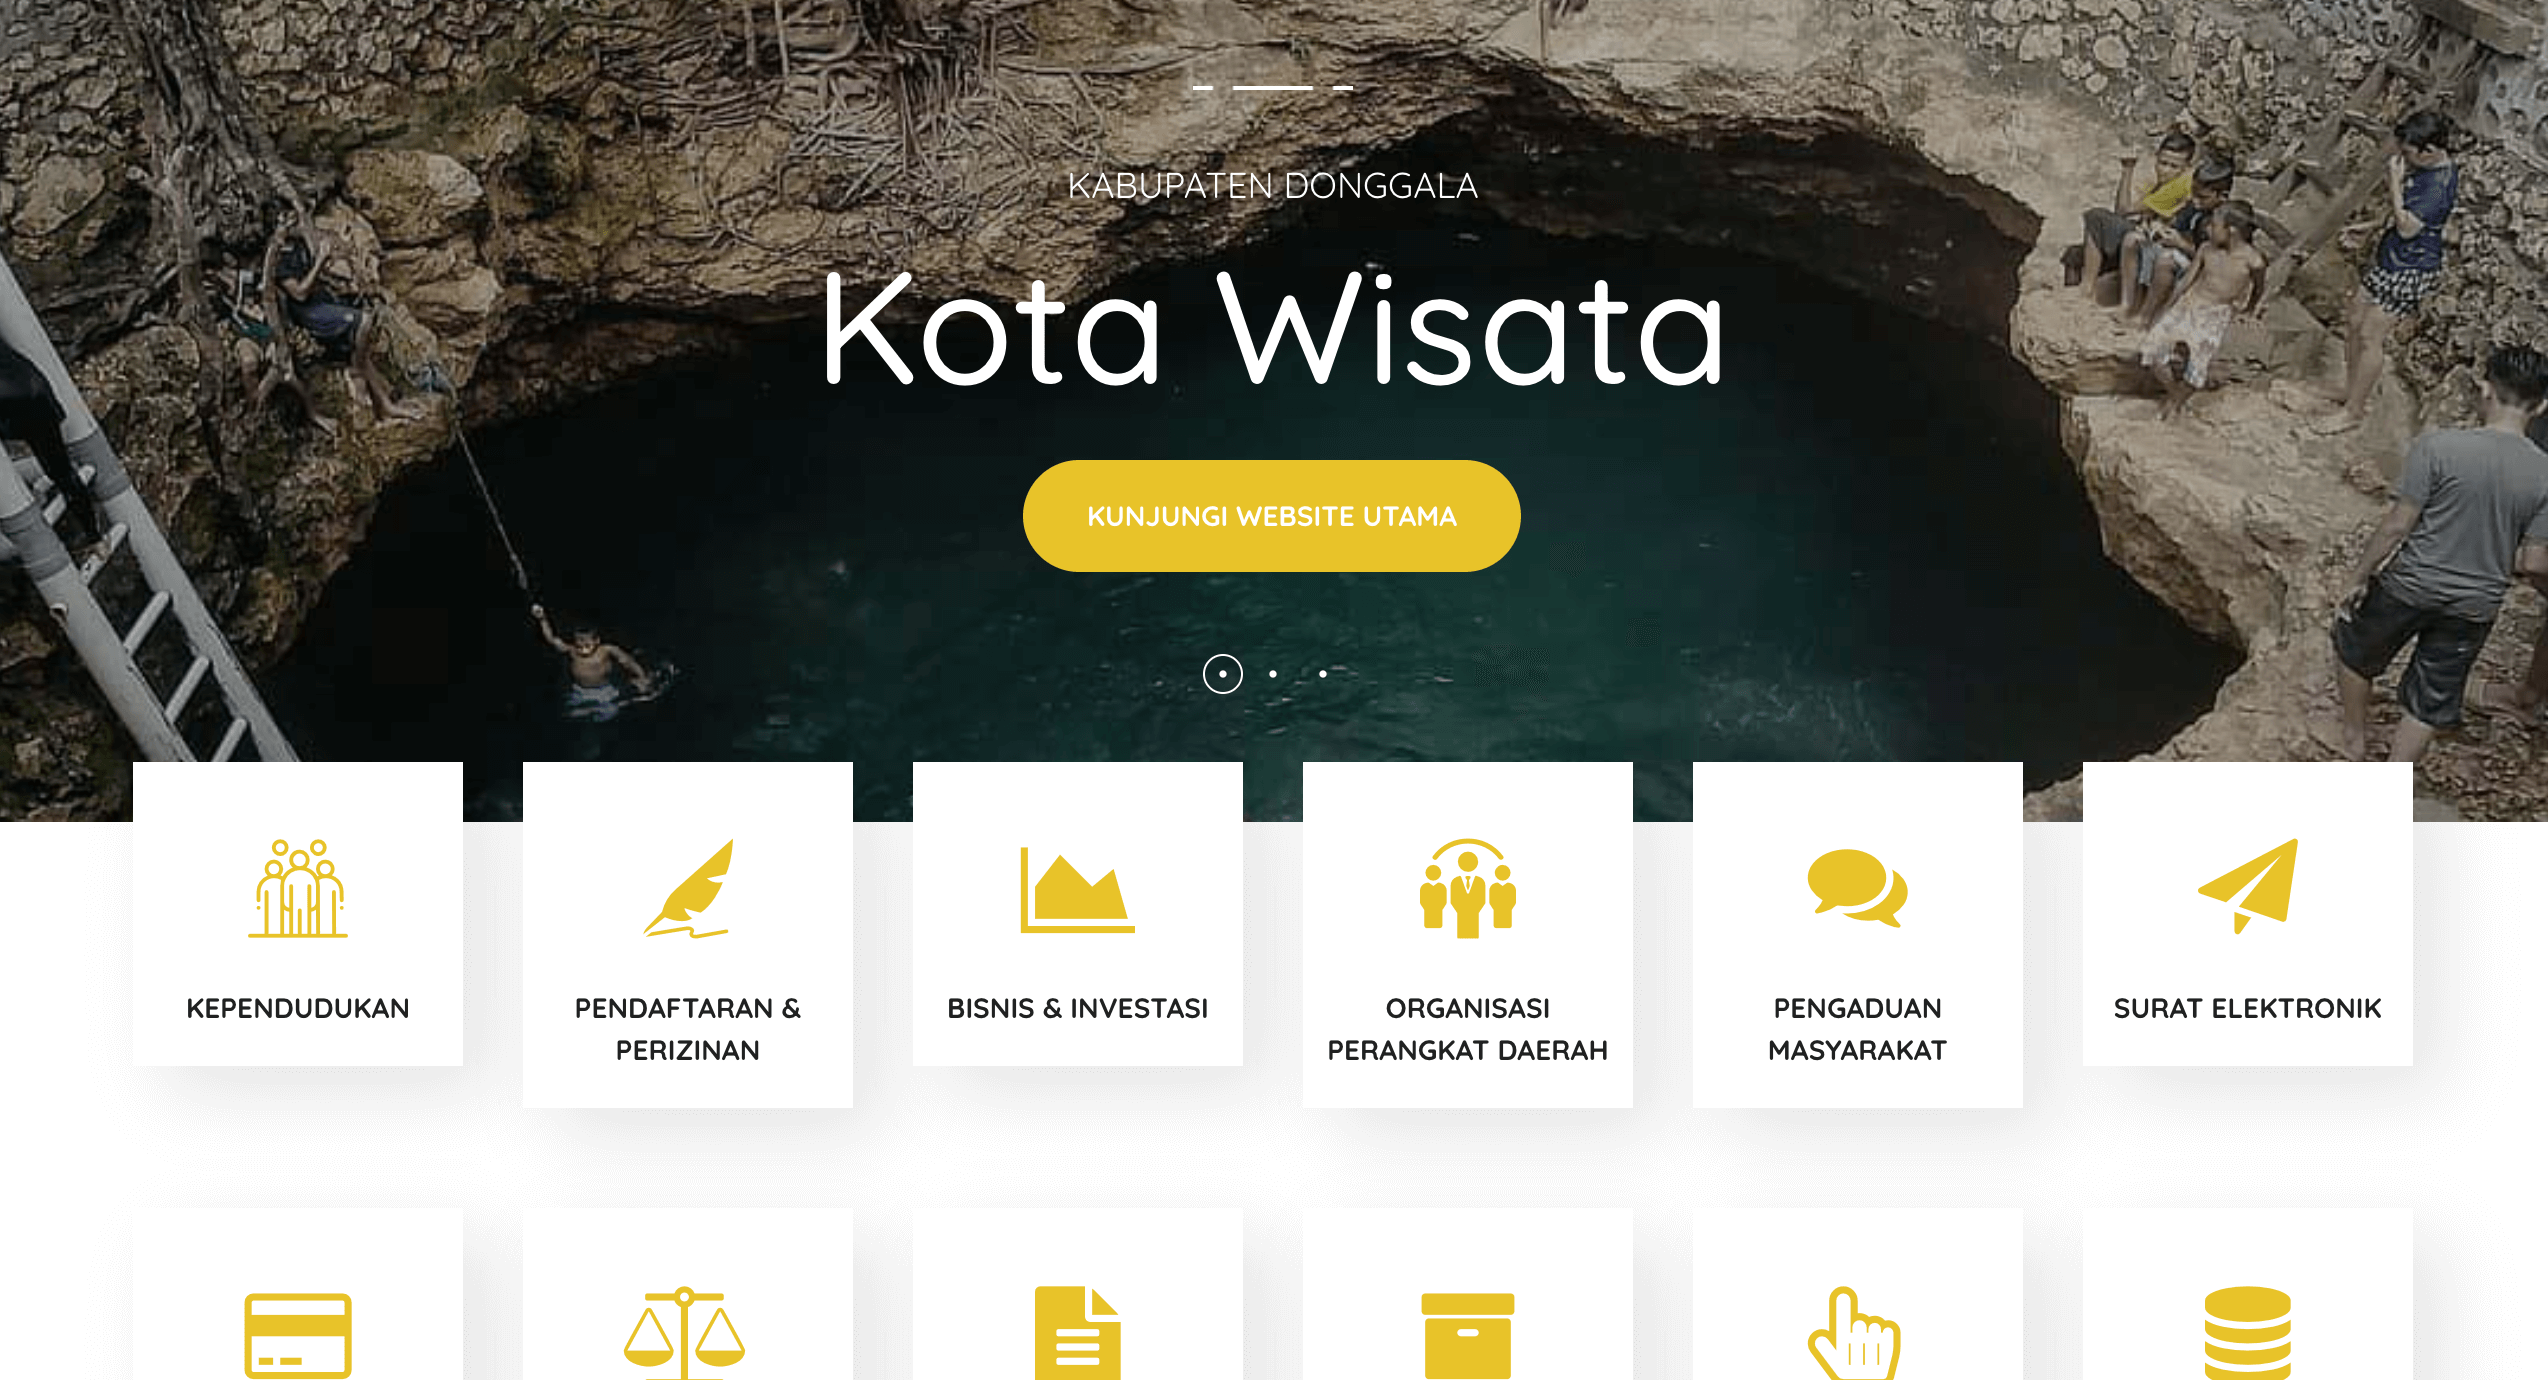 KABUPATEN DONGGALA
Kota Wisata
KUNJUNGI WEBSITE UTAMA
KEPENDUDUKAN
PENDAFTARAN &
PERIZINAN
BISNIS & INVESTASI
ORGANISASI
PERANGKAT DAERAH
PENGADUAN
MASYARAKAT
SURAT ELEKTRONIK